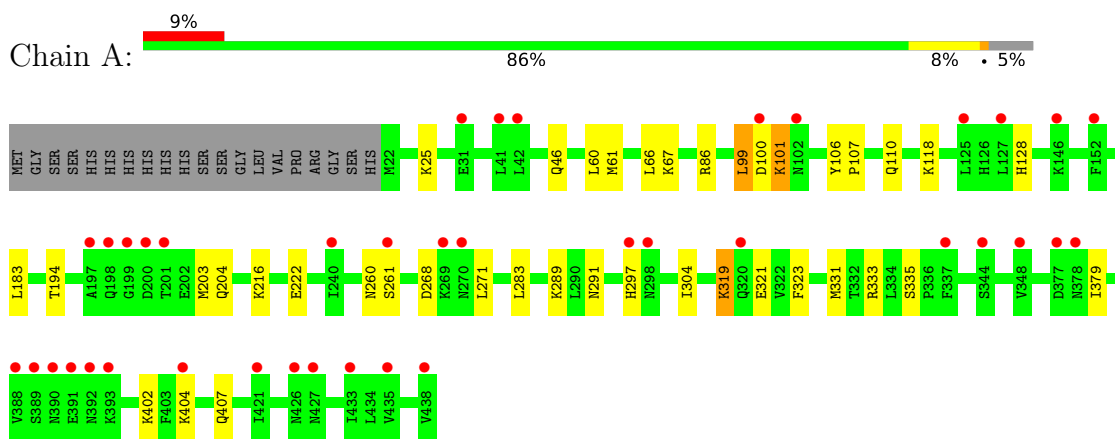 9%
Chain A:
86% 8% • 5%
MET GLY SER SER HIS HIS HIS HIS HIS HIS SER SER GLY LEU VAL PRO ARG GLY SER HIS M22 K25 E31 L41 L42 Q46 L60 M61 L66 K67 R86 L99 D100 K101 N102 Y106 P107 Q110 K118 L125 H126 L127 H128 K146 F152
L183 T194 A197 Q198 G199 D200 T201 E202 M203 Q204 K216 E222 I240 N260 S261 D268 K269 N270 L271 L283 K289 L290 N291 H297 N298 I304 K319 Q320 E321 V322 F323 M331 T332 R333 L334 S335 P336 F337 S344 V348 D377 N378 I379
V388 S389 N390 E391 N392 K393 K402 F403 K404 Q407 I421 N426 N427 I433 L434 V435 V438